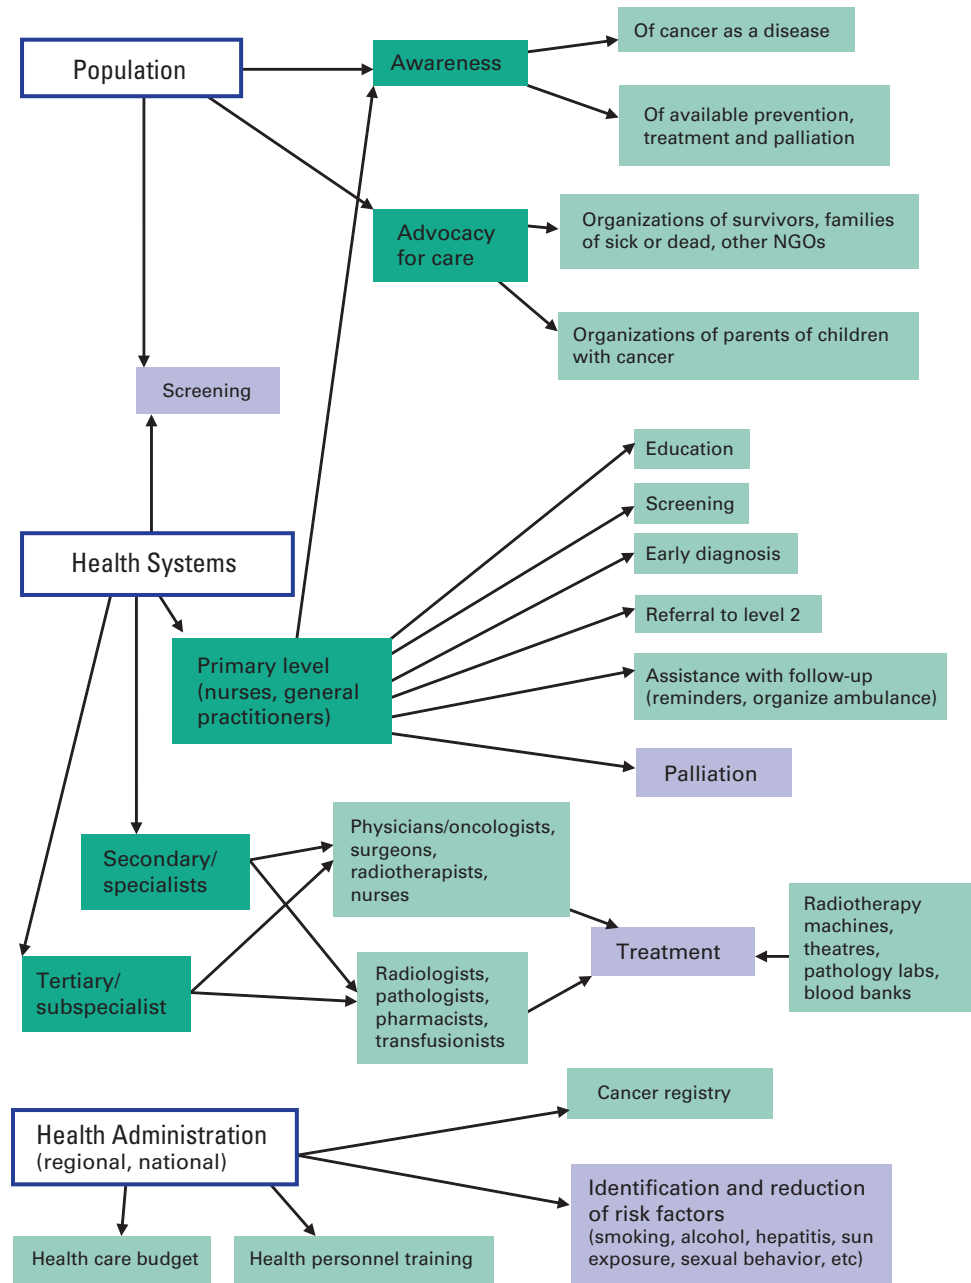 Population
Awareness
Of cancer as a disease
Of available prevention,
treatment and palliation
Advocacy
for care
Organizations of survivors, families
of sick or dead, other NGOs
Organizations of parents of children
with cancer
Screening
Health Systems
Primary level
(nurses, general
practitioners)
Education
Screening
Early diagnosis
Referral to level 2
Assistance with follow-up
(reminders, organize ambulance)
Palliation
Secondary/
specialists
Physicians/oncologists,
surgeons,
radiotherapists,
nurses
Tertiary/
subspecialist
Radiologists,
pathologists,
pharmacists,
transfusionists
Treatment
Radiotherapy
machines,
theatres,
pathology labs,
blood banks
Health Administration
(regional, national)
Cancer registry
Identification and reduction
of risk factors
(smoking, alcohol, hepatitis, sun
exposure, sexual behavior, etc)
Health care budget
Health personnel training